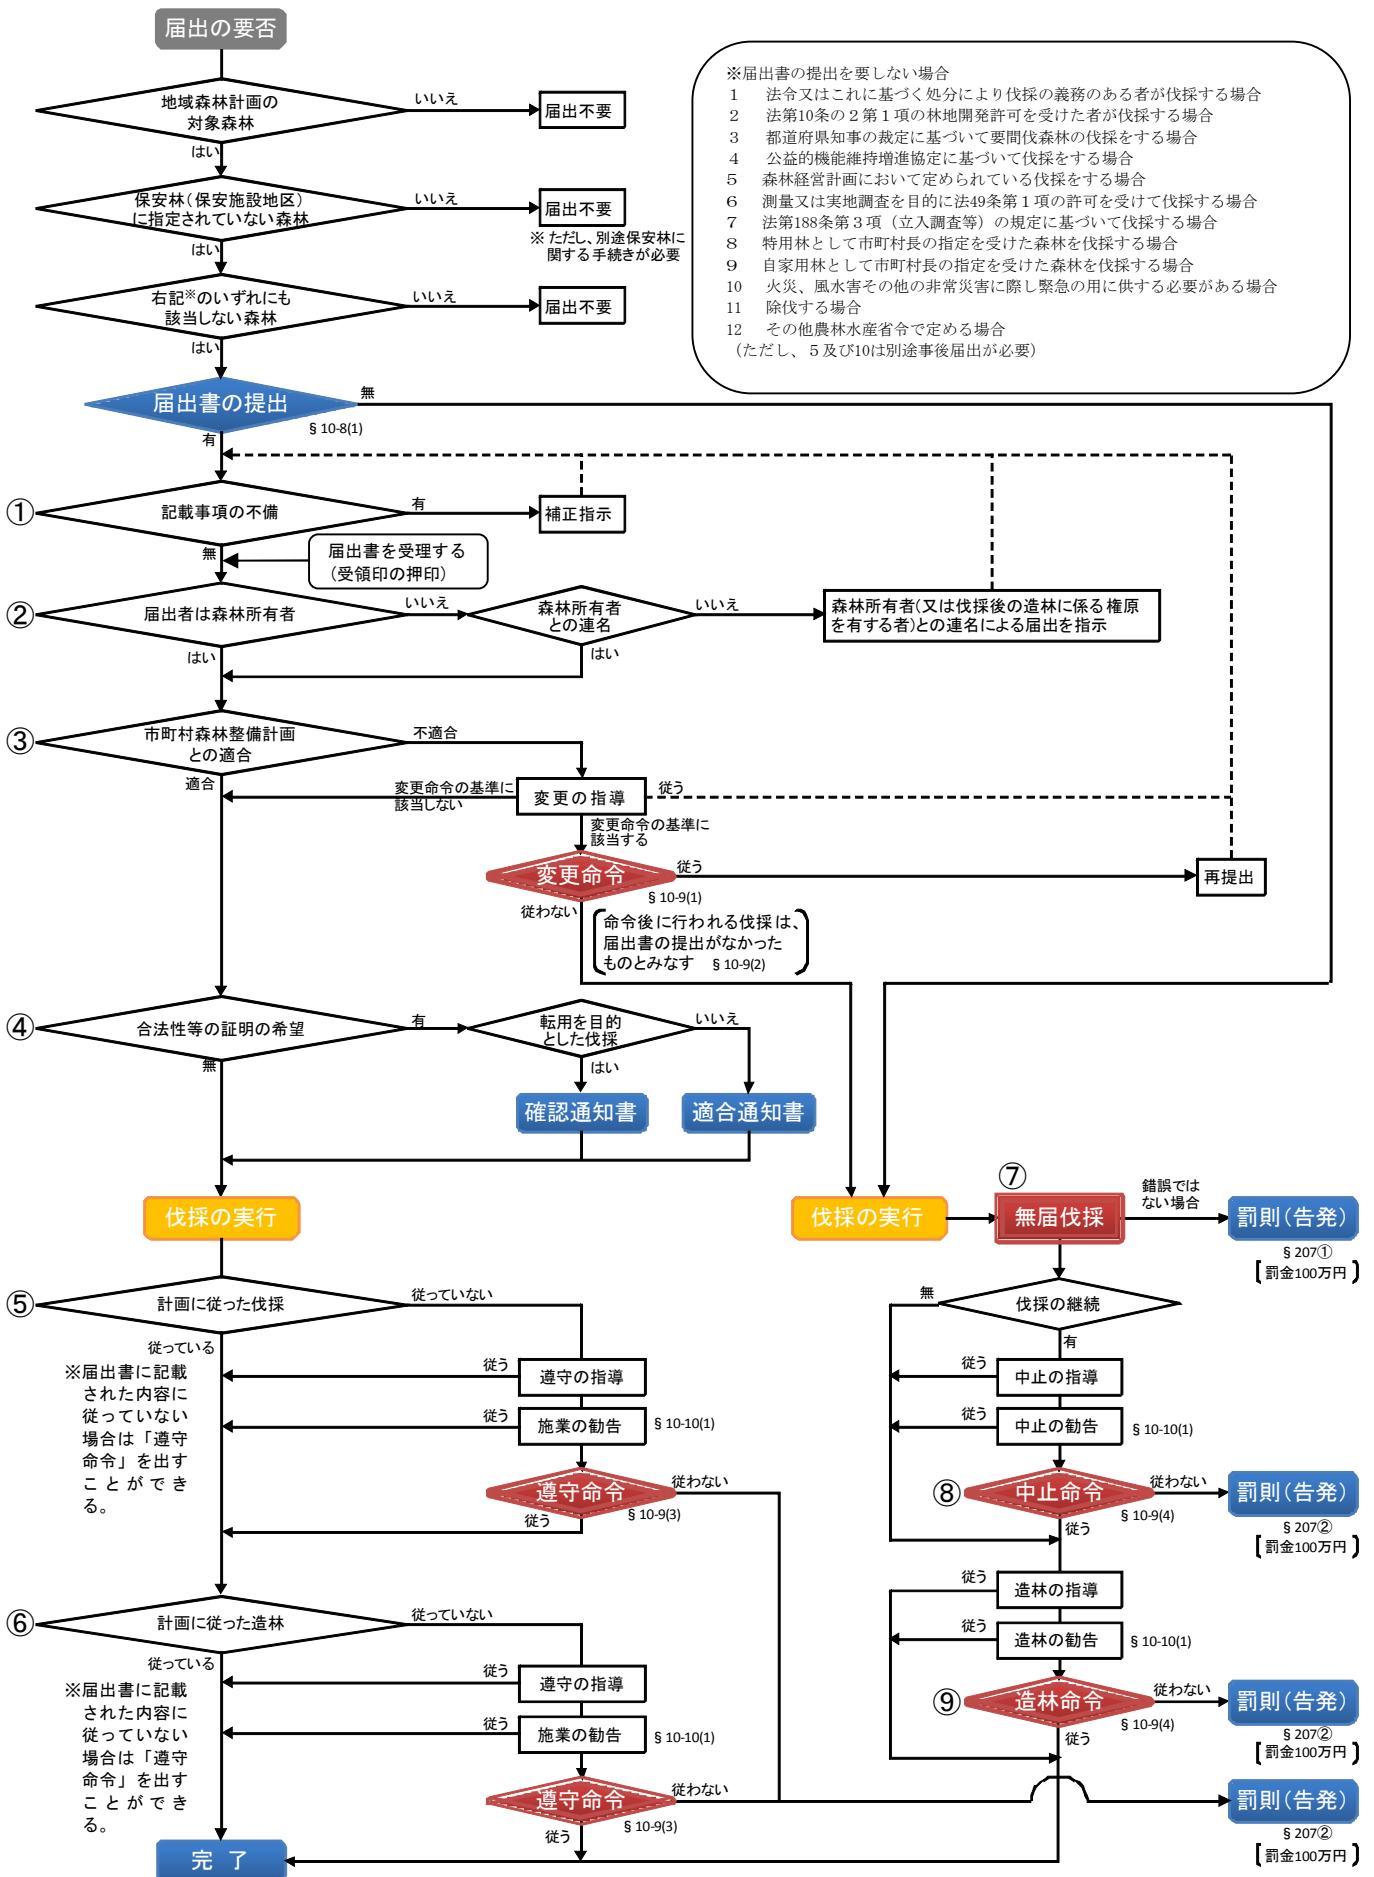 届出の要否
地域森林計画の
対象森林
いいえ
届出不要
はい
保安林(保安施設地区)
に指定されていない森林
いいえ
届出不要
※ ただし、別途保安林に
関する手続きが必要
はい
右記※のいずれにも
該当しない森林
いいえ
届出不要
はい
※届出書の提出を要しない場合
1 法令又はこれに基づく処分により伐採の義務のある者が伐採する場合
2 法第10条の2第1項の林地開発許可を受けた者が伐採する場合
3 都道府県知事の裁定に基づいて要間伐森林の伐採をする場合
4 公益的機能維持増進協定に基づいて伐採をする場合
5 森林経営計画において定められている伐採をする場合
6 測量又は実地調査を目的に法49条第1項の許可を受けて伐採する場合
7 法第188条第3項(立入調査等)の規定に基づいて伐採する場合
8 特用林として市町村長の指定を受けた森林を伐採する場合
9 自家用林として市町村長の指定を受けた森林を伐採する場合
10 火災、風水害その他の非常災害に際し緊急の用に供する必要がある場合
11 除伐する場合
12 その他農林水産省令で定める場合
(ただし、5及び10は別途事後届出が必要)
届出書の提出
無
§10-8(1)
有
①
記載事項の不備
有
補正指示
無
届出書を受理する
(受領印の押印)
②
届出者は森林所有者
いいえ
森林所有者
との連名
いいえ
森林所有者(又は伐採後の造林に係る権原
を有する者)との連名による届出を指示
はい
はい
③
市町村森林整備計画
との適合
不適合
適合
変更命令の基準に
該当しない
変更の指導
従う
変更命令の基準に
該当する
変更命令
従う
§10-9(1)
再提出
従わない
命令後に行われる伐採は、
届出書の提出がなかった
ものとみなす §10-9(2)
④
合法性等の証明の希望
有
転用を目的
とした伐採
いいえ
無
はい
確認通知書
適合通知書
伐採の実行
伐採の実行
⑦
無届伐採
錯誤では
ない場合
罰則(告発)
§207①
[罰金100万円]
⑤
計画に従った伐採
従っていない
従っている
※届出書に記載
された内容に
従っていない
場合は「遵守
命令」を出す
ことができ
る。
従う
遵守の指導
従う
施業の勧告
§10-10(1)
遵守命令
従わない
§10-9(3)
従う
無
伐採の継続
有
従う
中止の指導
従う
中止の勧告
§10-10(1)
⑧
中止命令
従わない
§10-9(4)
罰則(告発)
§207②
[罰金100万円]
従う
従う
造林の指導
従う
造林の勧告
§10-10(1)
⑨
造林命令
従わない
§10-9(4)
罰則(告発)
§207②
[罰金100万円]
従う
⑥
計画に従った造林
従っていない
従っている
※届出書に記載
された内容に
従っていない
場合は「遵守
命令」を出す
ことができ
る。
従う
遵守の指導
従う
施業の勧告
§10-10(1)
遵守命令
従わない
§10-9(3)
従う
罰則(告発)
§207②
[罰金100万円]
完 了